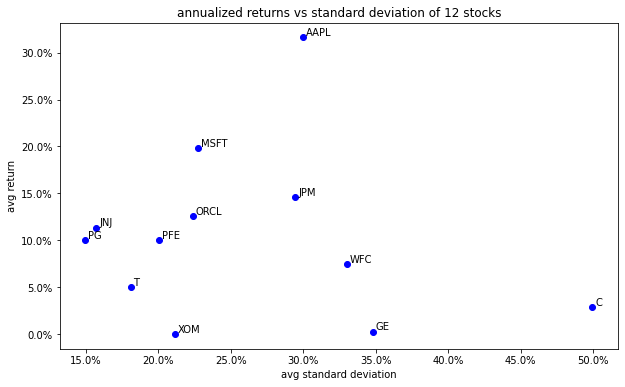 annualized returns vs standard deviation of 12 stocks
avg return
30.0%
25.0%
20.0%
15.0%
10.0%
5.0%
0.0%
AAPL
MSFT
JPM
ORCL
JNJ
PG
PFE
WFC
T
C
GE
XOM
15.0%
20.0%
25.0%
30.0%
35.0%
40.0%
45.0%
50.0%
avg standard deviation